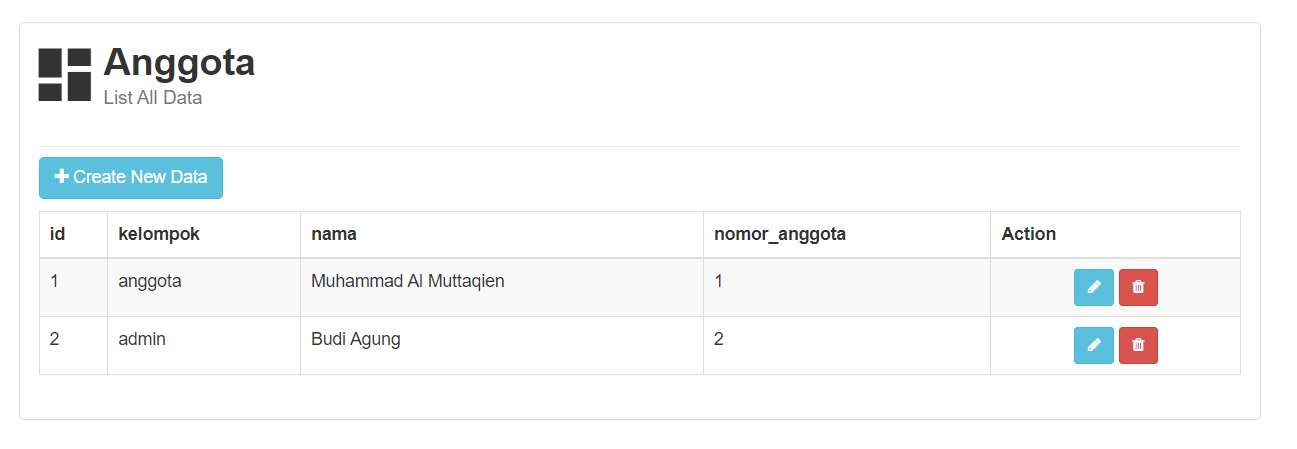 Anggota
List All Data
Create New Data
id kelompok nama nomor_anggota Action
1 anggota Muhammad Al Muttaqien 1
2 admin Budi Agung 2